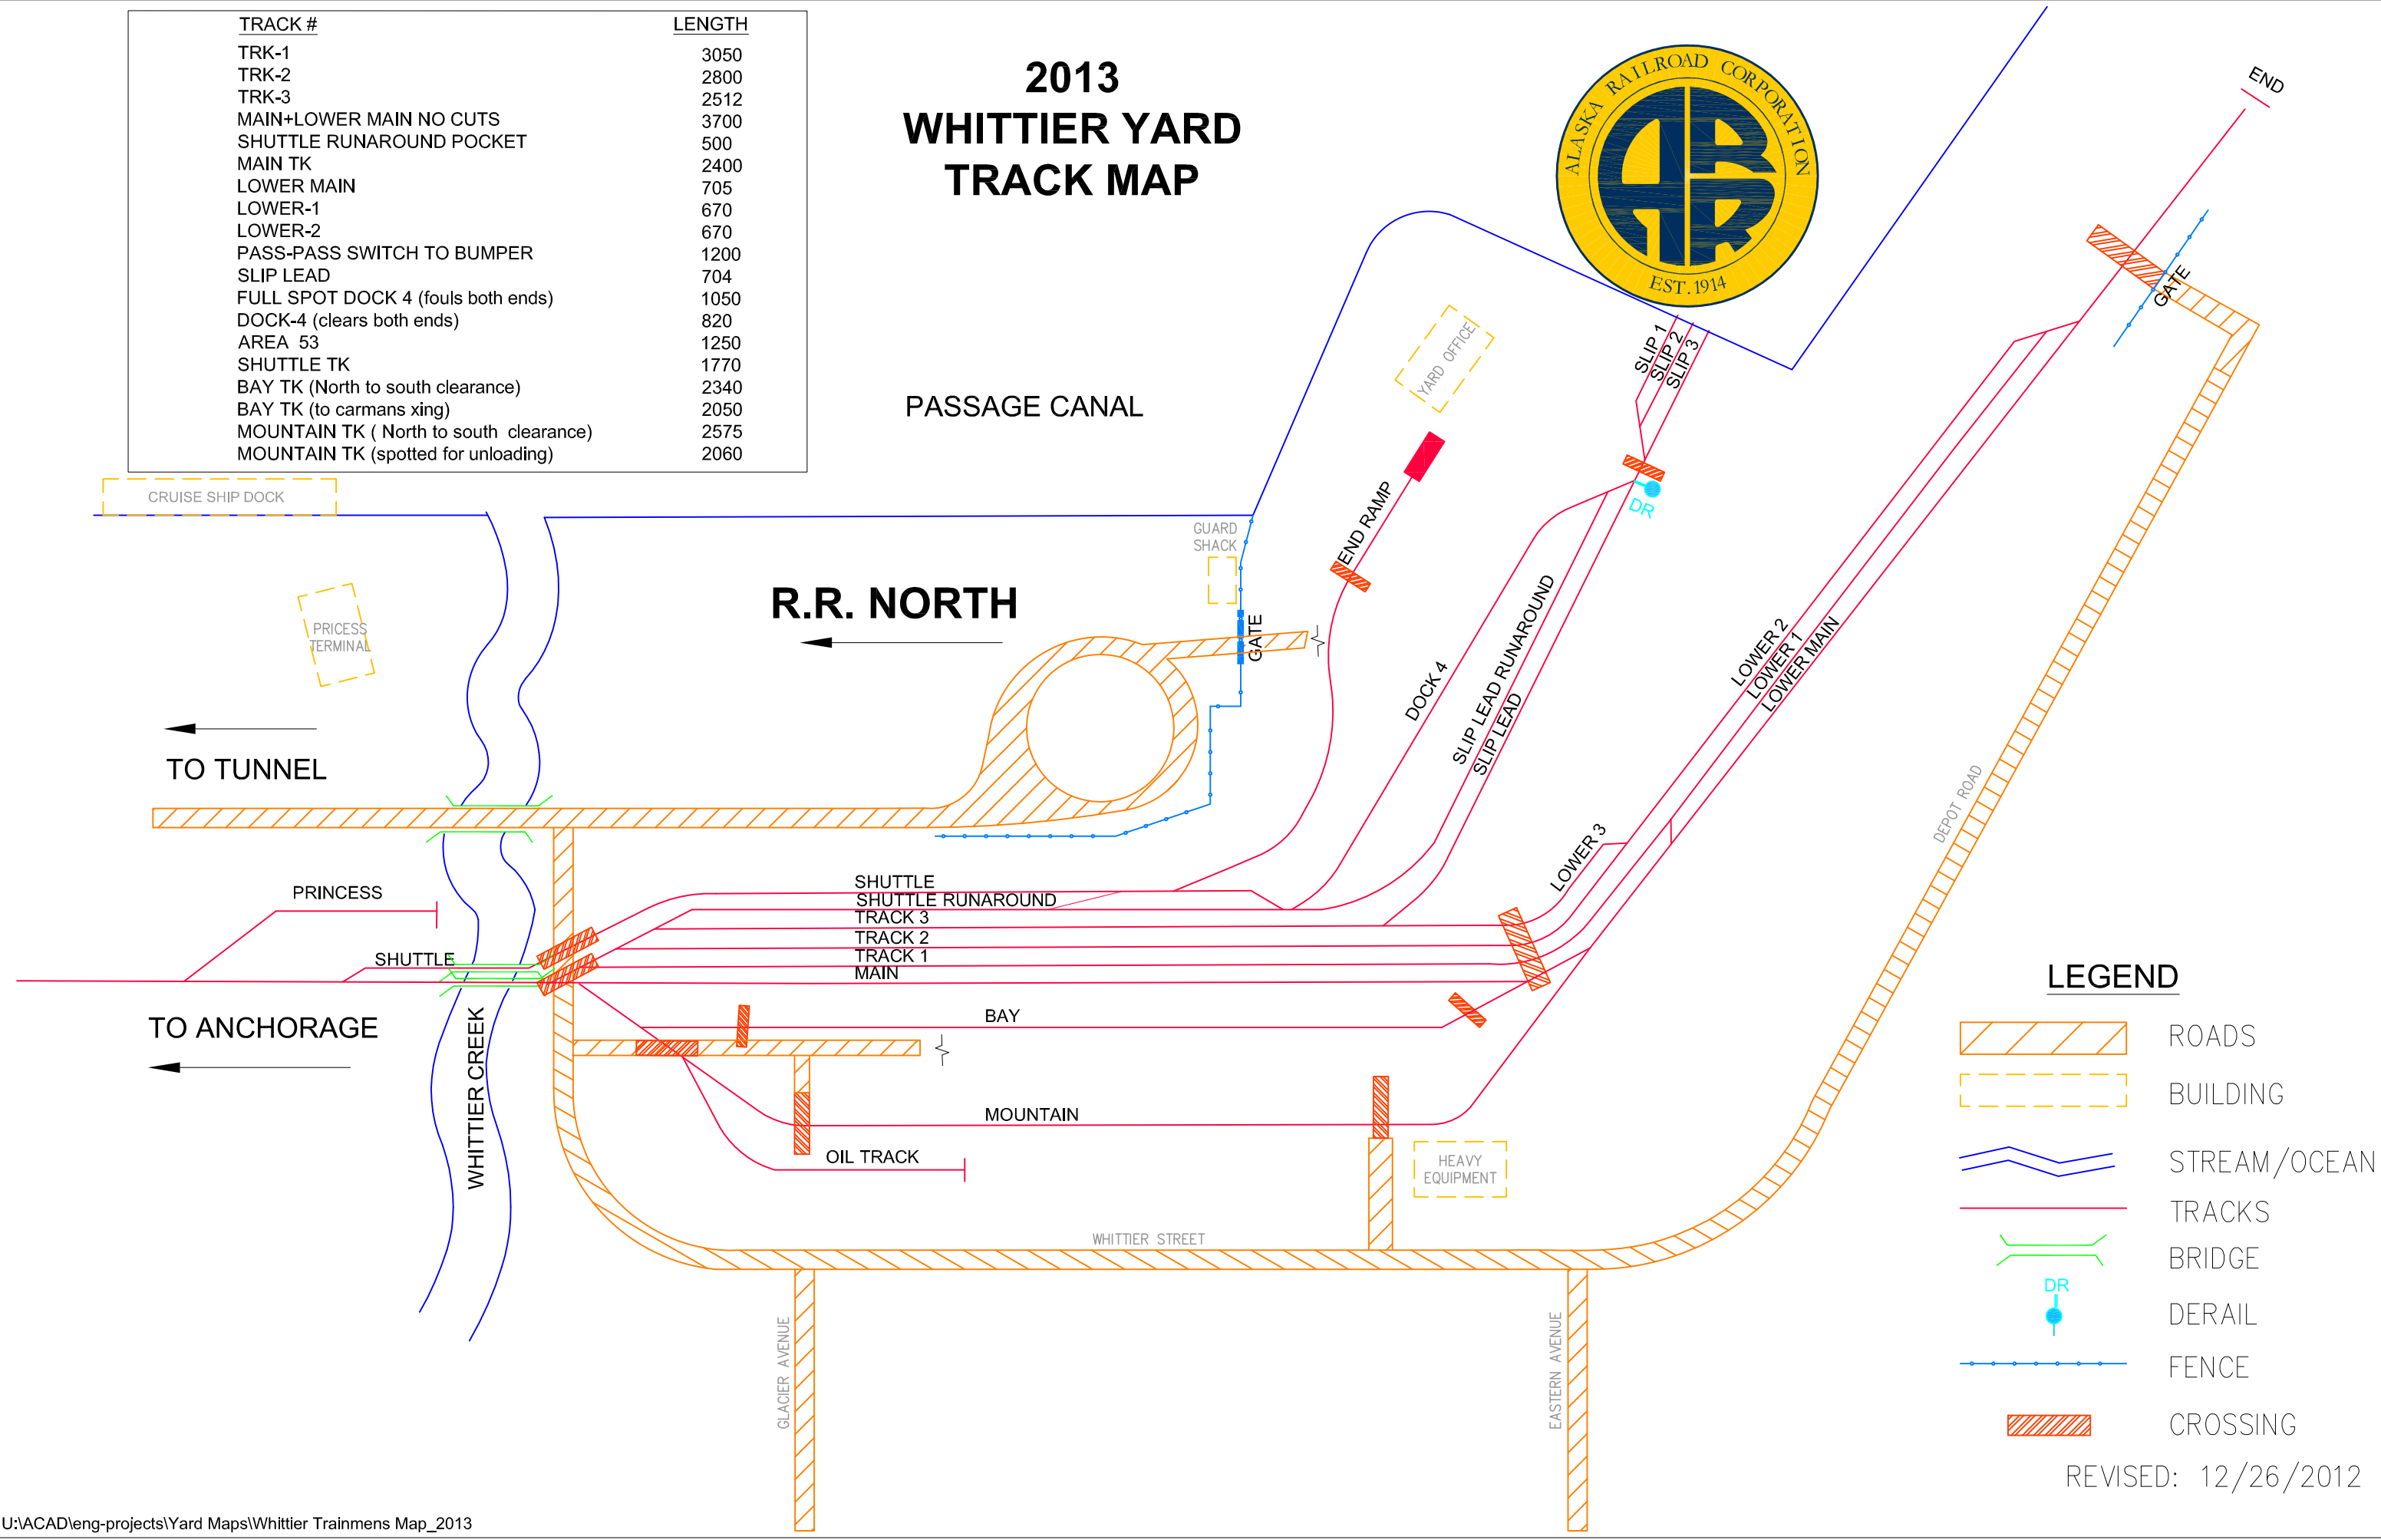 TRACK # LENGTH
TRK-1 3050
TRK-2 2800
TRK-3 2512
MAIN+LOWER MAIN NO CUTS 3700
SHUTTLE RUNAROUND POCKET 500
MAIN TK 2400
LOWER MAIN 705
LOWER-1 670
LOWER-2 670
PASS-PASS SWITCH TO BUMPER 1200
SLIP LEAD 704
FULL SPOT DOCK 4 (fouls both ends) 1050
DOCK-4 (clears both ends) 820
AREA 53 1250
SHUTTLE TK 1770
BAY TK (North to south clearance) 2340
BAY TK (to carmans xing) 2050
MOUNTAIN TK ( North to south clearance) 2575
MOUNTAIN TK (spotted for unloading) 2060
2013
WHITTIER YARD
TRACK MAP
ALASKA RAILROAD CORPORATION
ARR
EST. 1914
END
GATE
PASSAGE CANAL
YARD OFFICE
SLIP 1
SLIP 2
SLIP 3
DR
CRUISE SHIP DOCK
GUARD
SHACK
END RAMP
R.R. NORTH
GATE
PRICESS
TERMINAL
TO TUNNEL
DOCK 4
SLIP LEAD RUNAROUND
SLIP LEAD
LOWER 2
LOWER 1
LOWER MAIN
DEPOT ROAD
LOWER 3
PRINCESS
SHUTTLE
SHUTTLE
SHUTTLE RUNAROUND
TRACK 3
TRACK 2
TRACK 1
MAIN
TO ANCHORAGE
WHITTIER CREEK
BAY
MOUNTAIN
OIL TRACK
HEAVY
EQUIPMENT
WHITTIER STREET
GLACIER AVENUE
EASTERN AVENUE
LEGEND
ROADS
BUILDING
STREAM/OCEAN
TRACKS
BRIDGE
DR
DERAIL
FENCE
CROSSING
REVISED: 12/26/2012
U:\ACAD\eng-projects\Yard Maps\Whittier Trainmens Map_2013